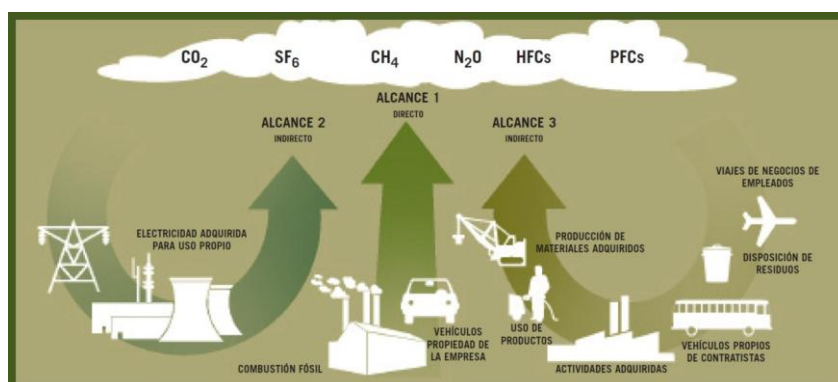 CO2
SF6
CH4
N2O
HFCs
PFCs
ALCANCE 1
DIRECTO
ALCANCE 2
INDIRECTO
ALCANCE 3
INDIRECTO
VIAJES DE NEGOCIOS DE
EMPLEADOS
ELECTRICIDAD ADQUIRIDA
PARA USO PROPIO
PRODUCCIÓN DE
MATERIALES ADQUIRIDOS
DISPOSICIÓN DE
RESIDUOS
COMBUSTIÓN FÓSIL
VEHÍCULOS
PROPIEDAD DE
LA EMPRESA
USO DE
PRODUCTOS
ACTIVIDADES ADQUIRIDAS
VEHÍCULOS PROPIOS
DE CONTRATISTAS